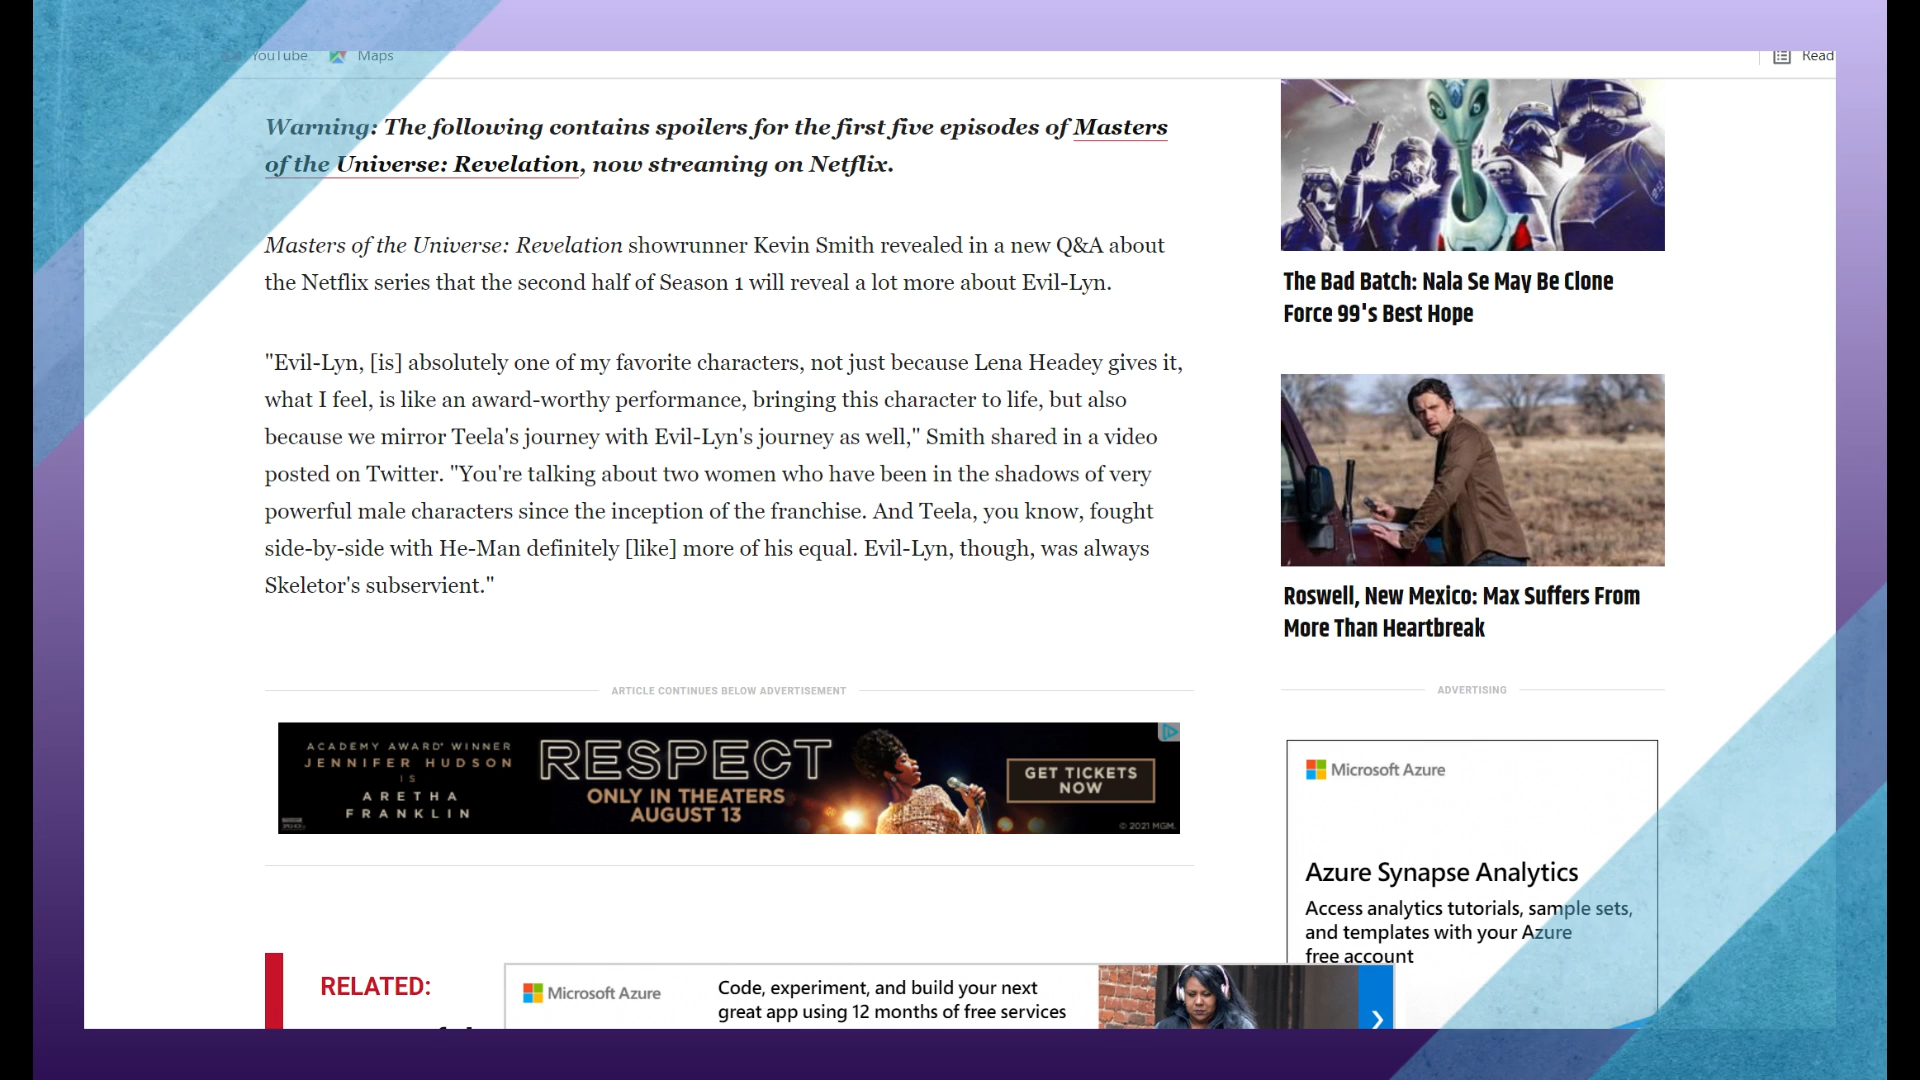 YouTube
Maps
Read
Warning: The following contains spoilers for the first five episodes of Masters
of the Universe: Revelation, now streaming on Netflix.
Masters of the Universe: Revelation showrunner Kevin Smith revealed in a new Q&A about
the Netflix series that the second half of Season 1 will reveal a lot more about Evil-Lyn.
"Evil-Lyn, [is] absolutely one of my favorite characters, not just because Lena Headey gives it,
what I feel, is like an award-worthy performance, bringing this character to life, but also
because we mirror Teela's journey with Evil-Lyn's journey as well," Smith shared in a video
posted on Twitter. "You're talking about two women who have been in the shadows of very
powerful male characters since the inception of the franchise. And Teela, you know, fought
side-by-side with He-Man definitely [like] more of his equal. Evil-Lyn, though, was always
Skeletor's subservient."
ARTICLE CONTINUES BELOW ADVERTISEMENT
ACADEMY AWARD® WINNER
JENNIFER HUDSON
IS
ARETHA
FRANKLIN
RESPECT
ONLY IN THEATERS
AUGUST 13
GET TICKETS
NOW
© 2021 MGM.
RELATED:
Microsoft Azure
Code, experiment, and build your next
great app using 12 months of free services
The Bad Batch: Nala Se May Be Clone
Force 99's Best Hope
Roswell, New Mexico: Max Suffers From
More Than Heartbreak
ADVERTISING
Microsoft Azure
Azure Synapse Analytics
Access analytics tutorials, sample sets,
and templates with your Azure
free account